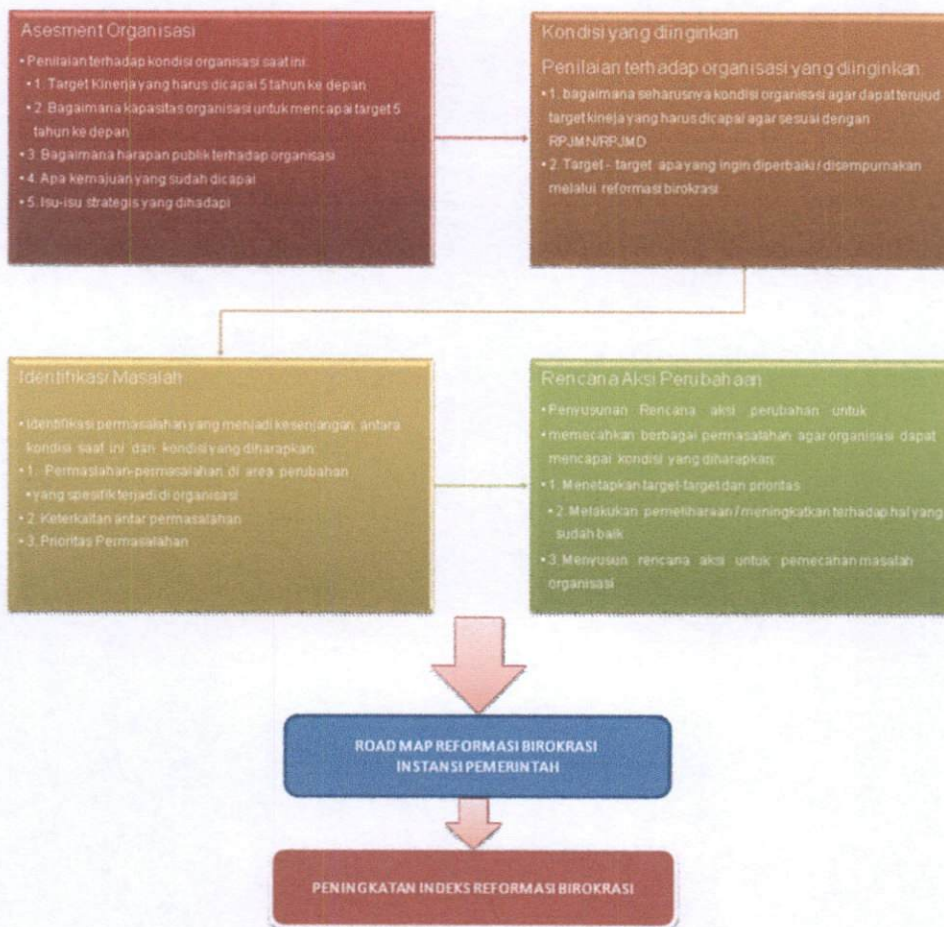 Asesment Organisasi
• Penilaian terhadap kondisi organisasi saat ini:
• 1. Target Kinerja yang harus dicapai 5 tahun ke depan
• 2. Bagaimana kapasitas organisasi untuk mencapai target 5
tahun ke depan
• 3. Bagaimana harapan publik terhadap organisasi
• 4. Apa kemajuan yang sudah dicapai
• 5. Isu-isu strategis yang dihadapi
Kondisi yang diinginkan
Penilaian terhadap organisasi yang diinginkan
• 1. bagaimana seharusnya kondisi organisasi agar dapat terujud
target kineja yang harus dicapai agar sesuai dengan
RPJMN/RPJMD
• 2. Target - target apa yang ingin diperbaiki / disempurnakan
melalui reformasi birokrasi
Identifikasi Masalah
• Identifikasi permasalahan yang menjadi kesenjangan antara
kondisi saat ini dan kondisi yang diharapkan:
• 1. Permaslahan-permasalahan di area perubahan
• yang spesifik terjadi di organisasi
• 2. Keterkaitan antar permasalahan
• 3. Prioritas Permasalahan
Rencana Aksi Perubahaan
• Penyusunan Rencana aksi perubahan untuk
• memecahkan berbagai permasalahan agar organisasi dapat
mencapai kondisi yang diharapkan:
• 1. Menetapkan target-target dan prioritas
• 2. Melakukan pemeliharaan / meningkatkan terhadap hal yang
sudah baik
• 3. Menyusun rencana aksi untuk pemecahan masalah
organisasi
ROAD MAP REFORMASI BIROKRASI
INSTANSI PEMERINTAH
PENINGKATAN INDEKS REFORMASI BIROKRASI